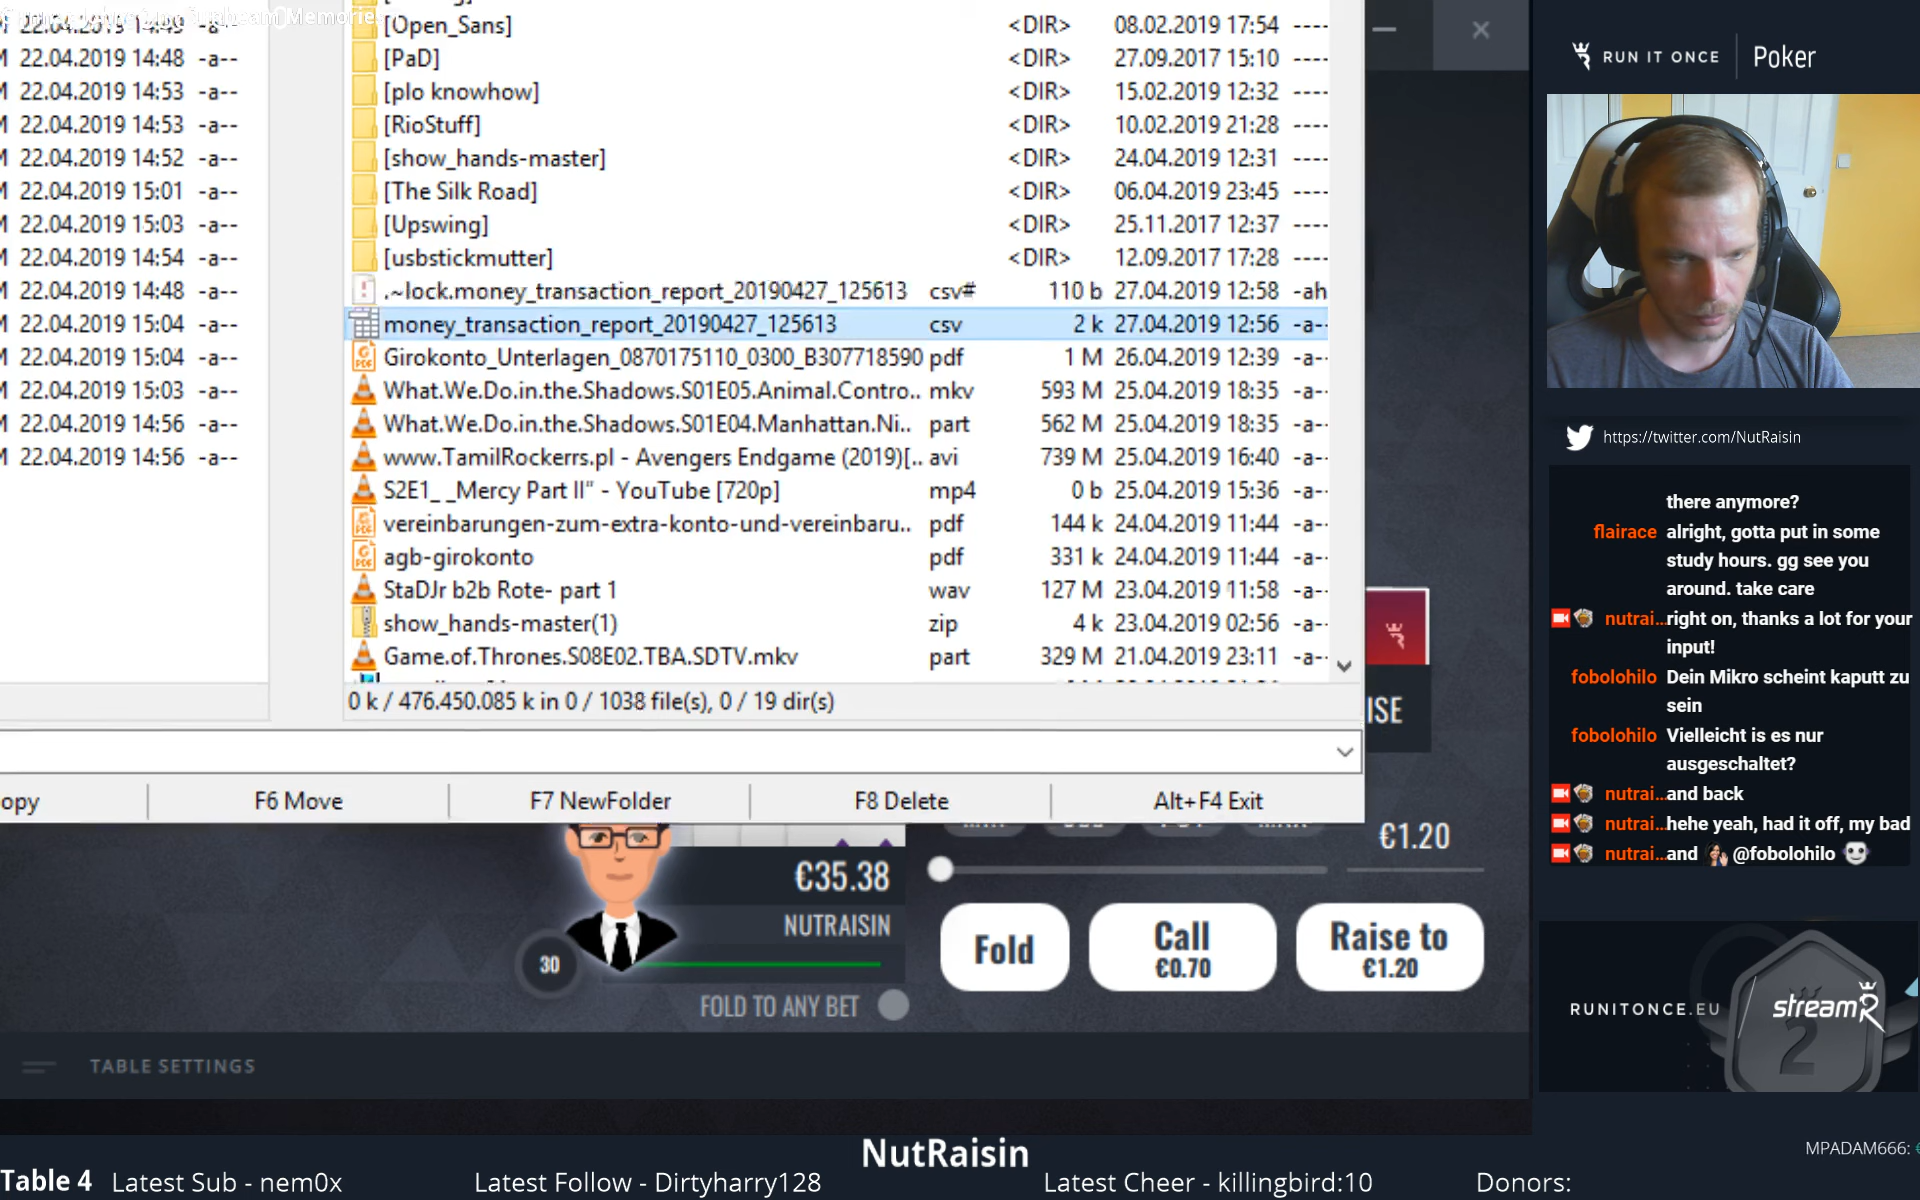 22.04.2019 14:49 -a--
22.04.2019 14:48 -a--
22.04.2019 14:53 -a--
22.04.2019 14:53 -a--
22.04.2019 14:52 -a--
22.04.2019 15:01 -a--
22.04.2019 15:03 -a--
22.04.2019 14:54 -a--
22.04.2019 14:48 -a--
22.04.2019 15:04 -a--
22.04.2019 15:04 -a--
22.04.2019 15:03 -a--
22.04.2019 14:56 -a--
22.04.2019 14:56 -a--
[Open_Sans] <DIR> 08.02.2019 17:54 ----
[PaD] <DIR> 27.09.2017 15:10 ----
[plo knowhow] <DIR> 15.02.2019 12:32 ----
[RioStuff] <DIR> 10.02.2019 21:28 ----
[show_hands-master] <DIR> 24.04.2019 12:31 ----
[The Silk Road] <DIR> 06.04.2019 23:45 ----
[Upswing] <DIR> 25.11.2017 12:37 ----
[usbstickmutter] <DIR> 12.09.2017 17:28 ----
.~lock.money_transaction_report_20190427_125613 csv# 110 b 27.04.2019 12:58 -ah
money_transaction_report_20190427_125613 csv 2 k 27.04.2019 12:56 -a-
Girokonto_Unterlagen_0870175110_0300_B307718590 pdf 1 M 26.04.2019 12:39 -a-
What.We.Do.in.the.Shadows.S01E05.Animal.Contro.. mkv 593 M 25.04.2019 18:35 -a-
What.We.Do.in.the.Shadows.S01E04.Manhattan.Ni.. part 562 M 25.04.2019 18:35 -a-
www.TamilRockerrs.pl - Avengers Endgame (2019)[.. avi 739 M 25.04.2019 16:40 -a-
S2E1_ _Mercy Part II“ - YouTube [720p] mp4 0 b 25.04.2019 15:36 -a-
vereinbarungen-zum-extra-konto-und-vereinbaru.. pdf 144 k 24.04.2019 11:44 -a-
agb-girokonto pdf 331 k 24.04.2019 11:44 -a-
StaDJr b2b Rote- part 1 wav 127 M 23.04.2019 11:58 -a-
show_hands-master(1) zip 4 k 23.04.2019 02:56 -a-
Game.of.Thrones.S08E02.TBA.SDTV.mkv part 329 M 21.04.2019 23:11 -a-
0 k / 476.450.085 k in 0 / 1038 file(s), 0 / 19 dir(s)
opy F6 Move F7 NewFolder F8 Delete Alt+F4 Exit
ISE
€1.20
€35.38
NUTRAISIN
30
FOLD TO ANY BET
Fold
Call
€0.70
Raise to
€1.20
TABLE SETTINGS
RUN IT ONCE Poker
https://twitter.com/NutRaisin
there anymore?
flairace alright, gotta put in some
study hours. gg see you
around. take care
nutrai...right on, thanks a lot for your
input!
fobolohilo Dein Mikro scheint kaputt zu
sein
fobolohilo Vielleicht is es nur
ausgeschaltet?
nutrai...and back
nutrai...hehe yeah, had it off, my bad
nutrai...and @fobolohilo
RUNITONCE.EU streamR
2
NutRaisin
MPADAM666: €
Table 4 Latest Sub - nem0x Latest Follow - Dirtyharry128 Latest Cheer - killingbird:10 Donors: